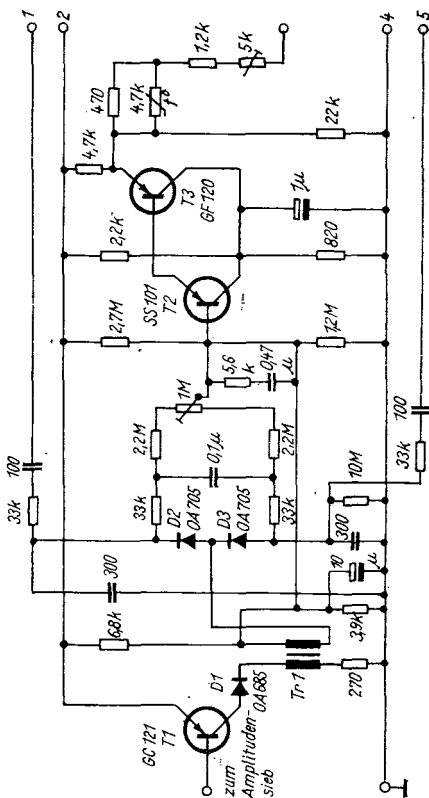 1
2
4
5
1,2k
5k
470
4,7k
4,7k
22k
T3
GF120
1µ
2,2k
820
SS101
T2
2,7M
1,2M
5,6
k
0,47
µ
1M
2,2M
0,1µ
2,2M
100
33k
33k
D2
OA705
D3
OA705
33k
10M
100
33k
300
300
10
µ
6,8k
3,9k
Tr1
270
D1
OA685
GC121
T1
zum
Amplituden-
sieb